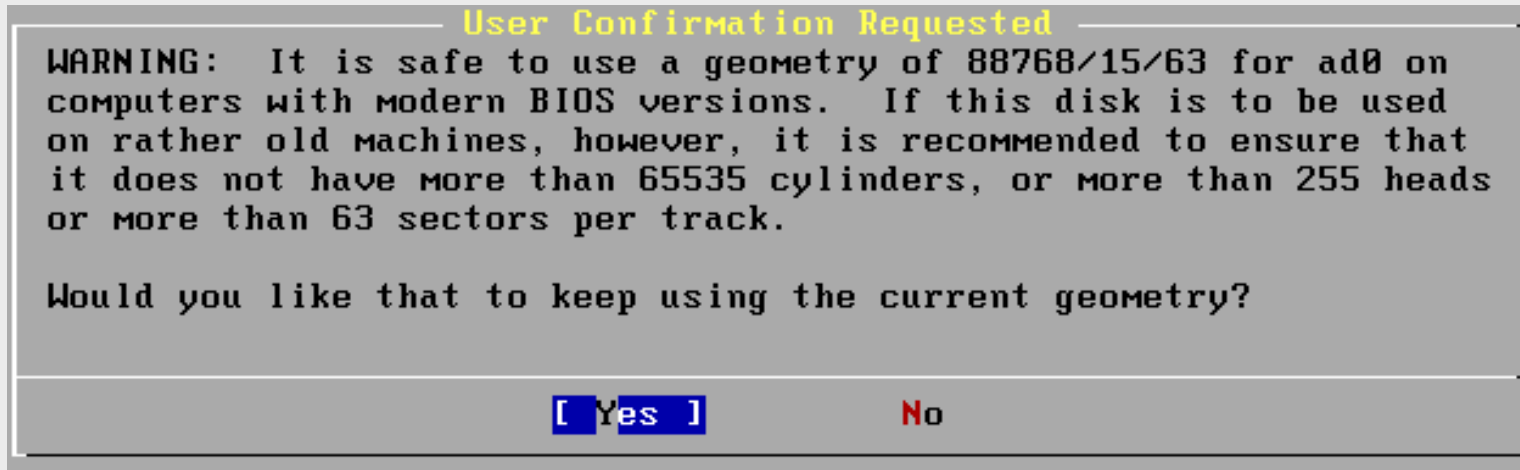 User Confirmation Requested
WARNING:  It is safe to use a geometry of 88768/15/63 for ad0 on
computers with modern BIOS versions.  If this disk is to be used
on rather old machines, however, it is recommended to ensure that
it does not have more than 65535 cylinders, or more than 255 heads
or more than 63 sectors per track.
Would you like that to keep using the current geometry?
[ Yes ]    No